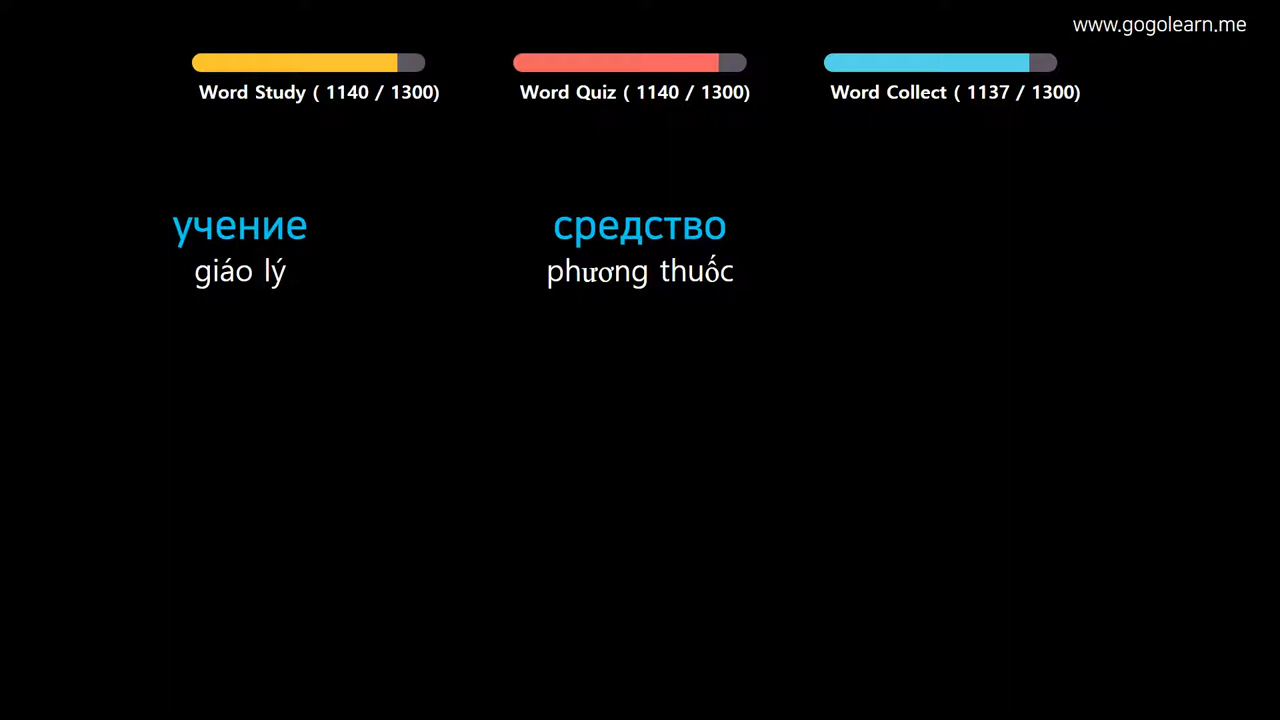 www.gogolearn.me
Word Study ( 1140 / 1300)
Word Quiz ( 1140 / 1300)
Word Collect ( 1137 / 1300)
учение
giáo lý
средство
phương thuốc